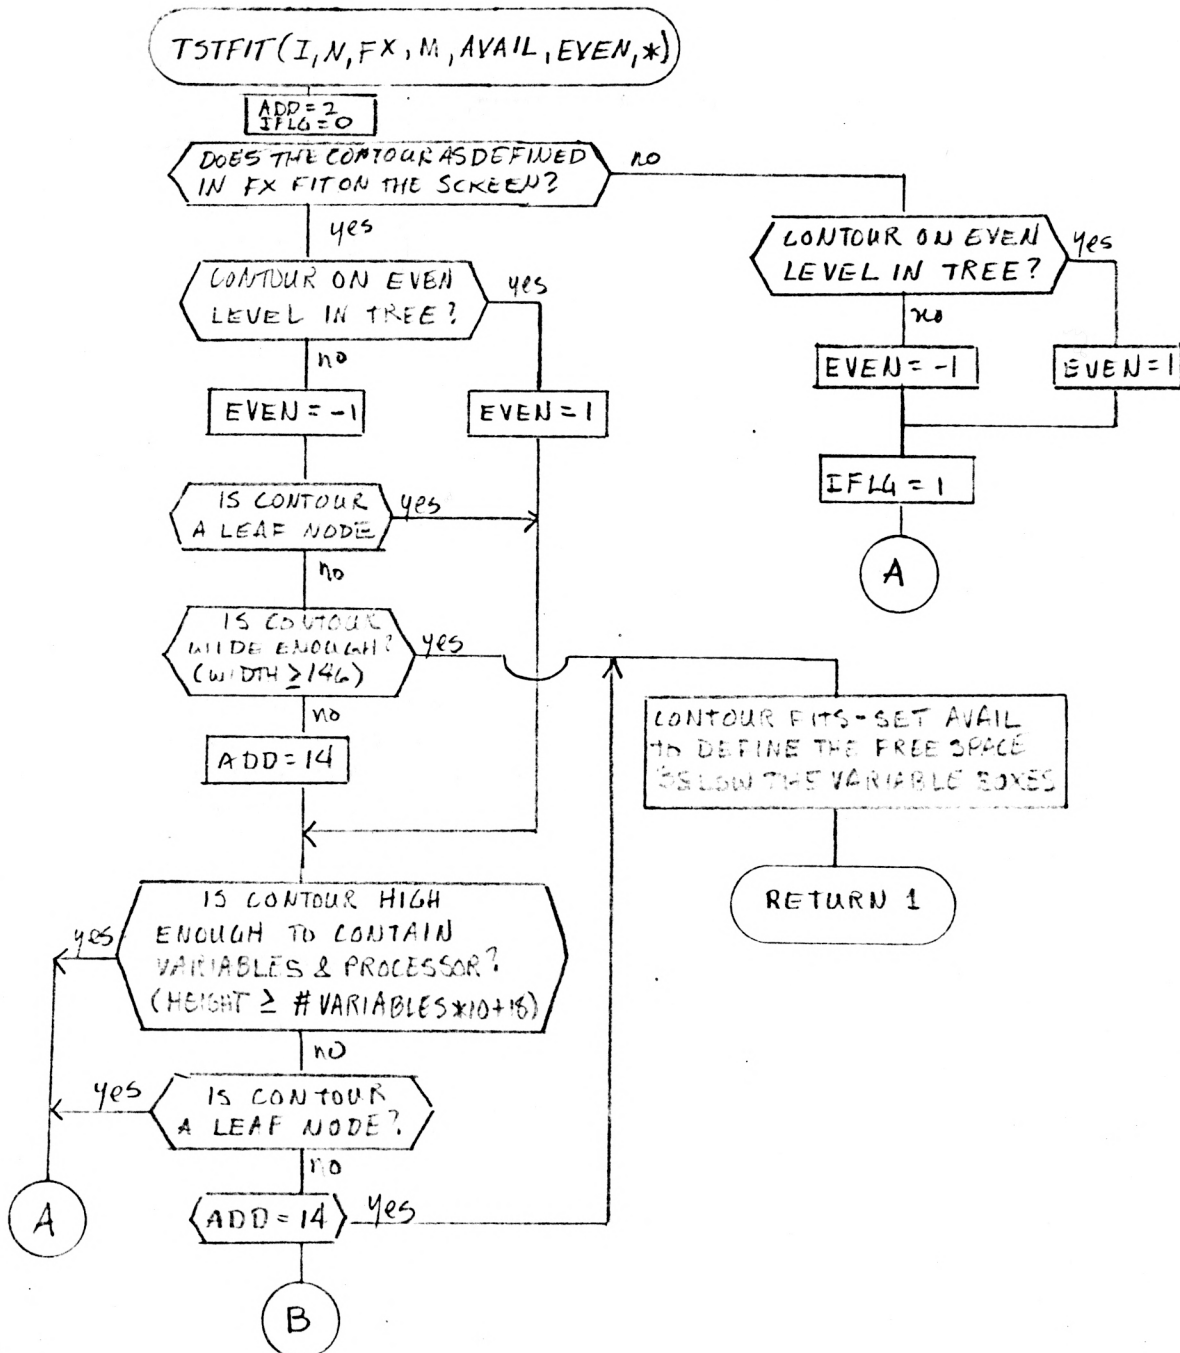 TSTFIT(I,N,FX,M,AVAIL,EVEN,*)
ADD=2
IFLG=0
DOES THE CONTOUR AS DEFINED
IN FX FIT ON THE SCREEN?
no
yes
CONTOUR ON EVEN
LEVEL IN TREE?
yes
no
EVEN = -1
EVEN = 1
IFLG = 1
A
CONTOUR ON EVEN
LEVEL IN TREE?
yes
no
EVEN = -1
EVEN = 1
IS CONTOUR
A LEAF NODE
yes
no
IS CONTOUR
WIDE ENOUGH?
(WIDTH ≥ 146)
yes
no
ADD = 14
CONTOUR FITS-SET AVAIL
to DEFINE THE FREE SPACE
BELOW THE VARIABLE BOXES
RETURN 1
IS CONTOUR HIGH
ENOUGH TO CONTAIN
VARIABLES & PROCESSOR?
(HEIGHT ≥ #VARIABLES*10+18)
yes
no
IS CONTOUR
A LEAF NODE?
yes
no
A
ADD = 14
yes
B